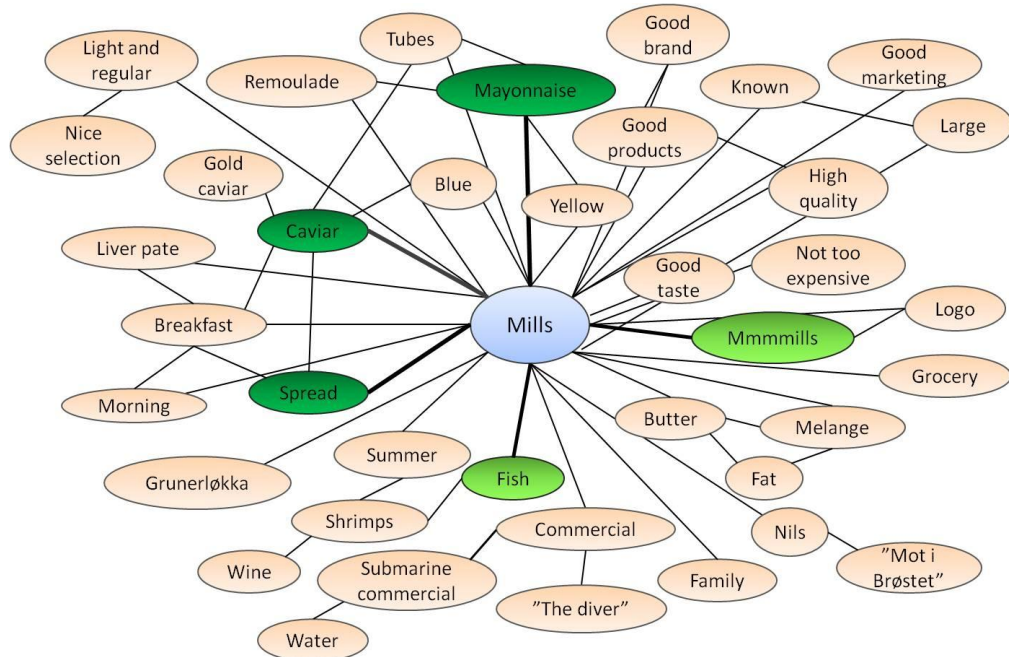 Light and
regular
Tubes
Good
brand
Good
marketing
Remoulade
Mayonnaise
Known
Nice
selection
Good
products
Large
Gold
caviar
Blue
Yellow
High
quality
Caviar
Liver pate
Good
taste
Not too
expensive
Breakfast
Mills
Mmmmills
Logo
Morning
Spread
Grocery
Butter
Melange
Grunerløkka
Summer
Fish
Fat
Shrimps
Commercial
Nils
Wine
Submarine
commercial
"The diver"
Family
"Mot i
Brøstet"
Water